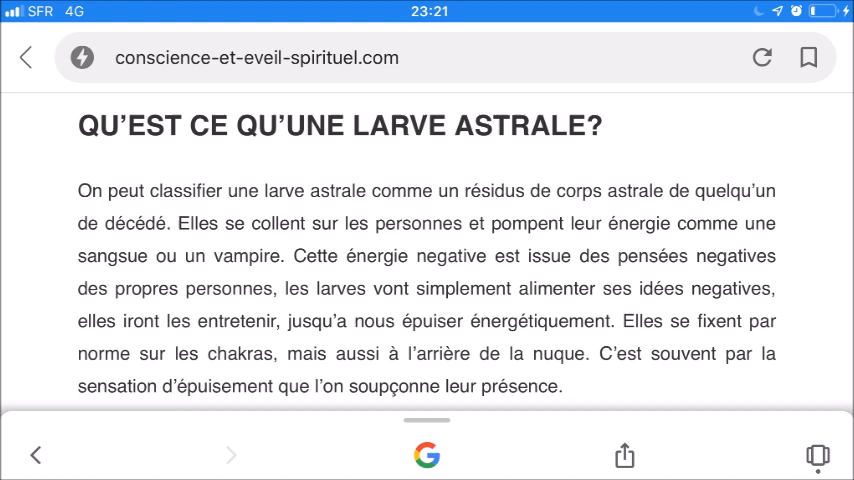 SFR 4G 23:21
conscience-et-eveil-spirituel.com
QU'EST CE QU'UNE LARVE ASTRALE?
On peut classifier une larve astrale comme un résidus de corps astrale de quelqu'un
de décédé. Elles se collent sur les personnes et pompent leur énergie comme une
sangsue ou un vampire. Cette énergie negative est issue des pensées negatives
des propres personnes, les larves vont simplement alimenter ses idées negatives,
elles iront les entretenir, jusqu'a nous épuiser énergétiquement. Elles se fixent par
norme sur les chakras, mais aussi à l'arrière de la nuque. C'est souvent par la
sensation d'épuisement que l'on soupçonne leur présence.